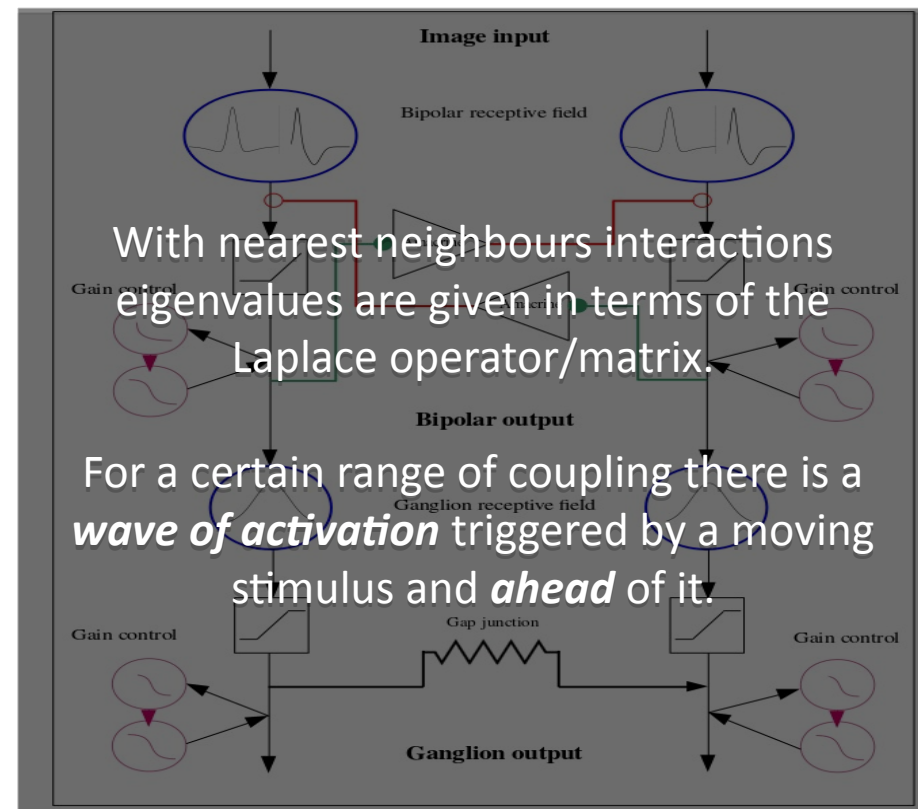 Image input
Bipolar receptive field
With nearest neighbours interactions
Gain control
Amacrine
Gain control
eigenvalues are given in terms of the
Amacrine
Laplace operator/matrix.
Bipolar output
For a certain range of coupling there is a
Ganglion receptive field
wave of activation triggered by a moving
stimulus and ahead of it.
Gap junction
Gain control
Gain control
Ganglion output